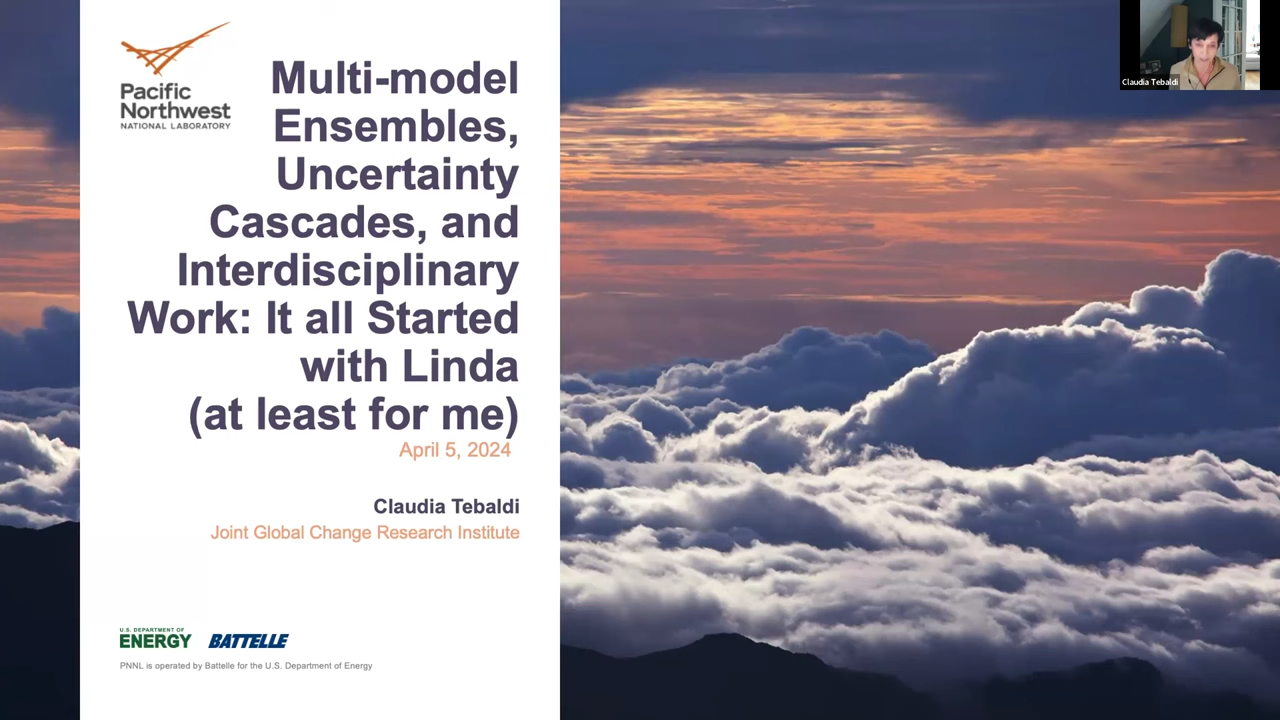 Pacific
Northwest
NATIONAL LABORATORY
Multi-model
Ensembles,
Uncertainty
Cascades, and
Interdisciplinary
Work: It all Started
with Linda
(at least for me)
April 5, 2024
Claudia Tebaldi
Joint Global Change Research Institute
U.S. DEPARTMENT OF
ENERGY
BATTELLE
PNNL is operated by Battelle for the U.S. Department of Energy
Claudia Tebaldi